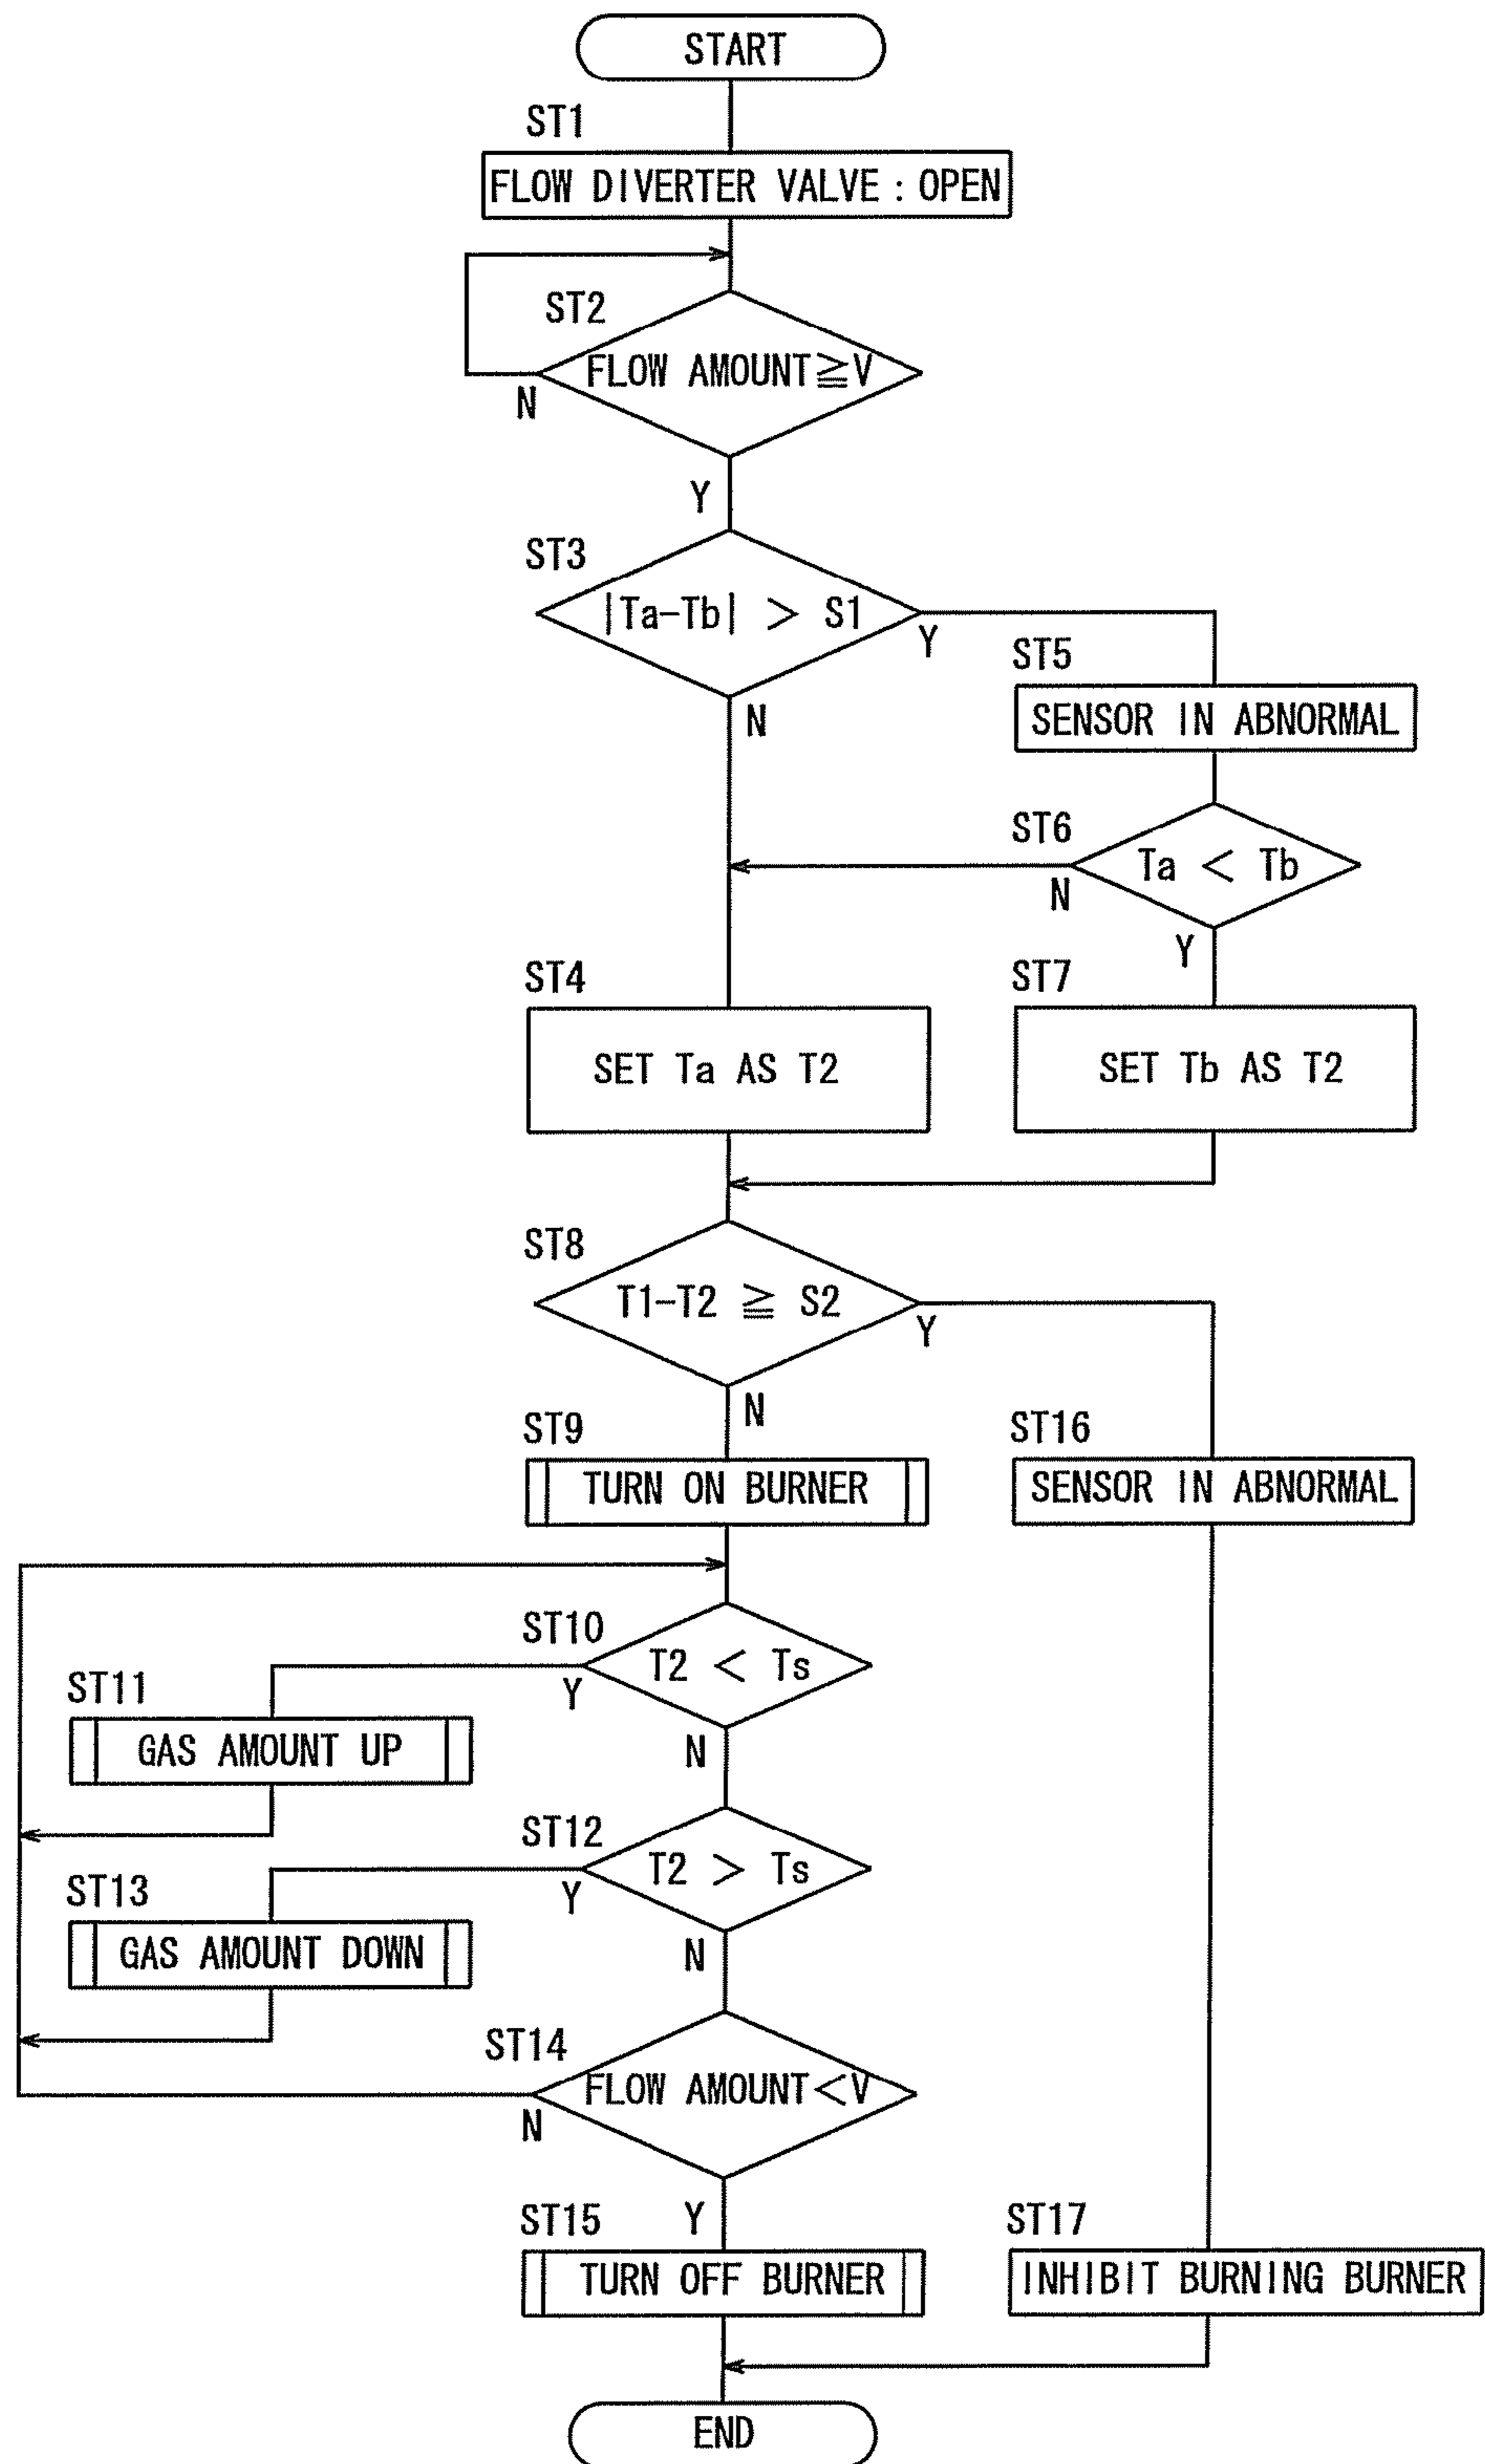 START
ST1
FLOW DIVERTER VALVE : OPEN
ST2
FLOW AMOUNT≧V
N
Y
ST3
|Ta-Tb| > S1
Y
N
ST5
SENSOR IN ABNORMAL
ST6
Ta < Tb
N
Y
ST4
SET Ta AS T2
ST7
SET Tb AS T2
ST8
T1-T2 ≧ S2
Y
N
ST9
TURN ON BURNER
ST16
SENSOR IN ABNORMAL
ST10
T2 < Ts
Y
N
ST11
GAS AMOUNT UP
ST12
T2 > Ts
Y
N
ST13
GAS AMOUNT DOWN
ST14
FLOW AMOUNT<V
N
Y
ST15
TURN OFF BURNER
ST17
INHIBIT BURNING BURNER
END